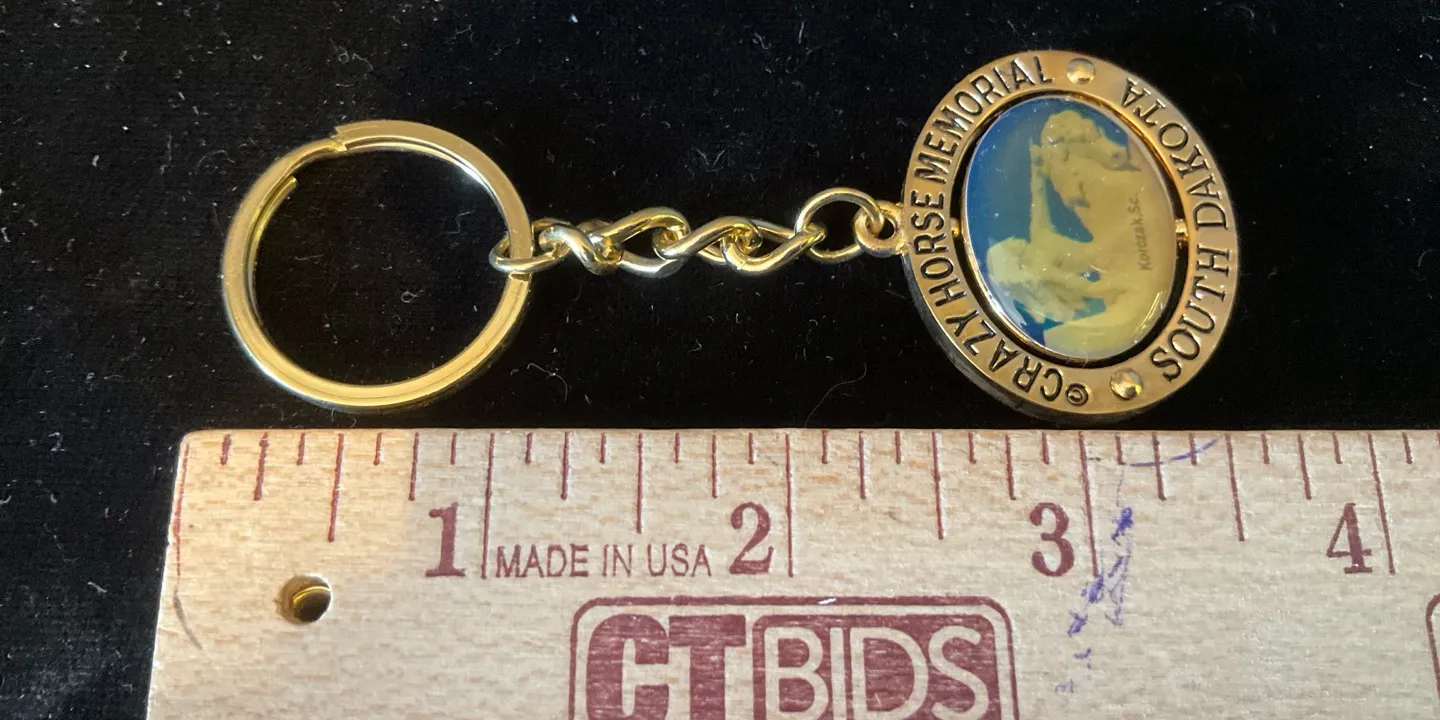 ©CRAZY HORSE MEMORIAL
SOUTH DAKOTA
Korczak.Sc.
1 2 3 4
MADE IN USA
CTBIDS